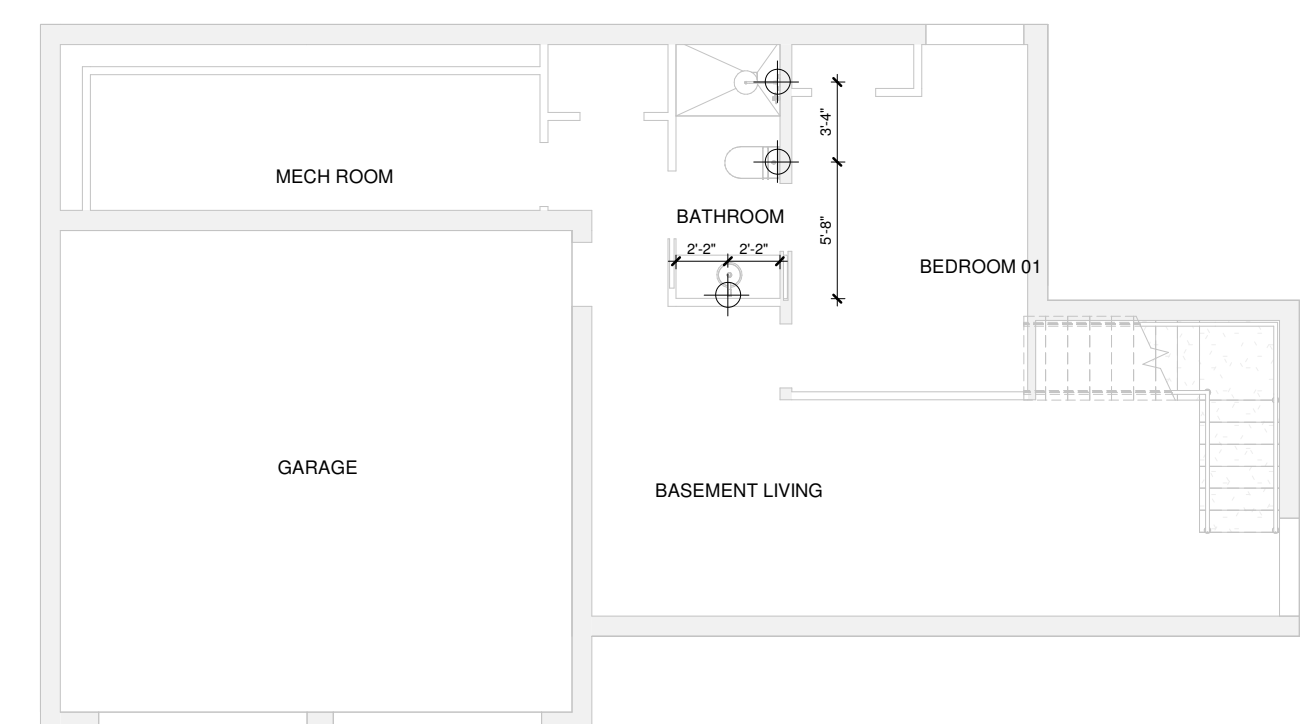 3'-4"
MECH ROOM
BATHROOM
5'-8"
2'-2" 2'-2"
BEDROOM 01
GARAGE
BASEMENT LIVING